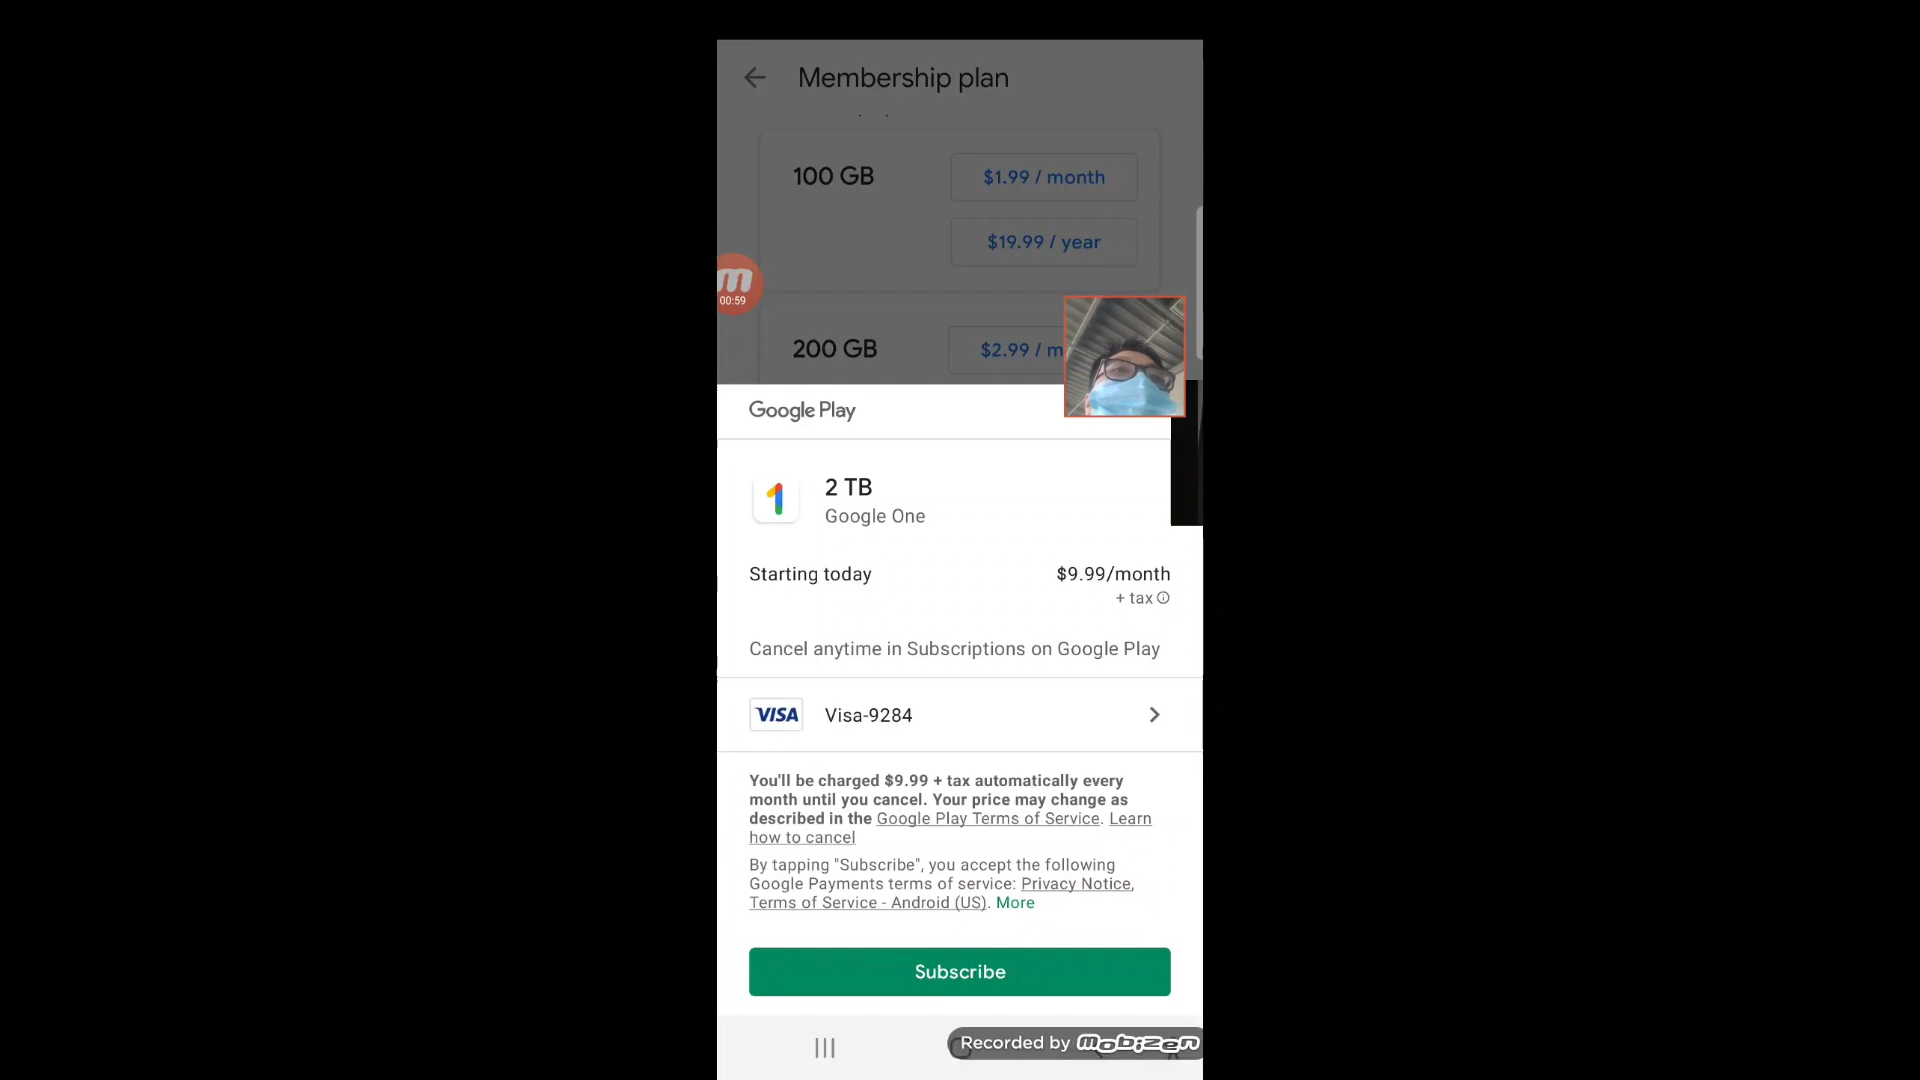 Membership plan
100 GB
$1.99 / month
$19.99 / year
00:59
200 GB
$2.99 / m
Google Play
2 TB
Google One
Starting today
$9.99/month
+ tax
Cancel anytime in Subscriptions on Google Play
VISA
Visa-9284
You'll be charged $9.99 + tax automatically every
month until you cancel. Your price may change as
described in the Google Play Terms of Service. Learn
how to cancel
By tapping "Subscribe", you accept the following
Google Payments terms of service: Privacy Notice,
Terms of Service - Android (US). More
Subscribe
Recorded by mobizen